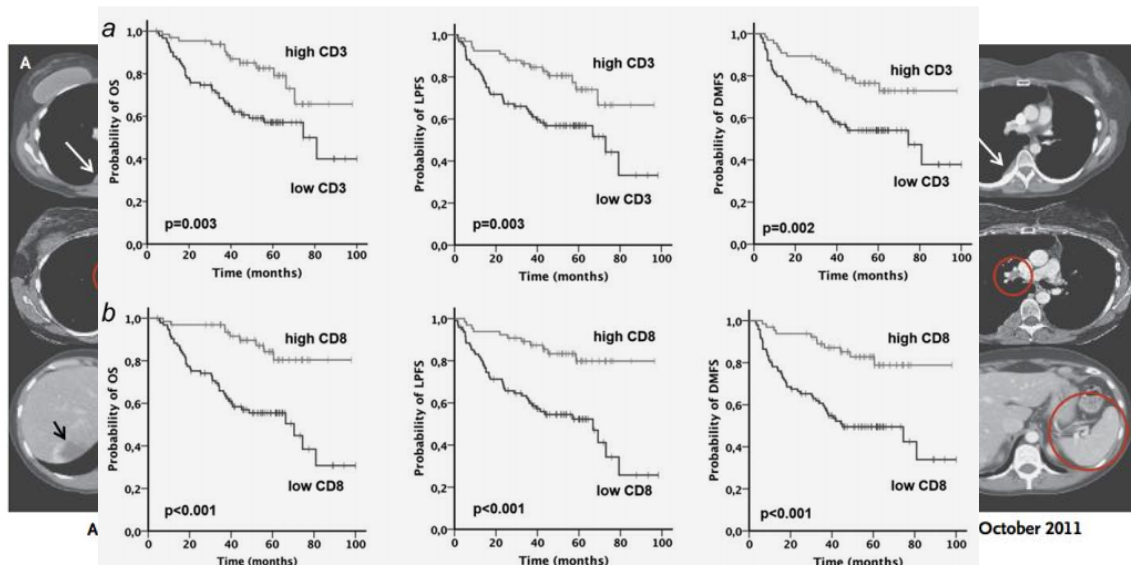 a
A
1,0
0,8
0,6
0,4
0,2
0,0
Probability of OS
high CD3
low CD3
p=0.003
0 20 40 60 80 100
Time (months)
1,0
0,8
0,6
0,4
0,2
0,0
Probability of LPFS
high CD3
low CD3
p=0.003
0 20 40 60 80 100
Time (months)
1,0
0,8
0,6
0,4
0,2
0,0
Probability of DMFS
high CD3
low CD3
p=0.002
0 20 40 60 80 100
Time (months)
b
1,0
0,8
0,6
0,4
0,2
0,0
Probability of OS
high CD8
low CD8
p<0.001
0 20 40 60 80 100
Time (months)
1,0
0,8
0,6
0,4
0,2
0,0
Probability of LPFS
high CD8
low CD8
p<0.001
0 20 40 60 80 100
Time (months)
1,0
0,8
0,6
0,4
0,2
0,0
Probability of DMFS
high CD8
low CD8
p<0.001
0 20 40 60 80 100
Time (months)
October 2011